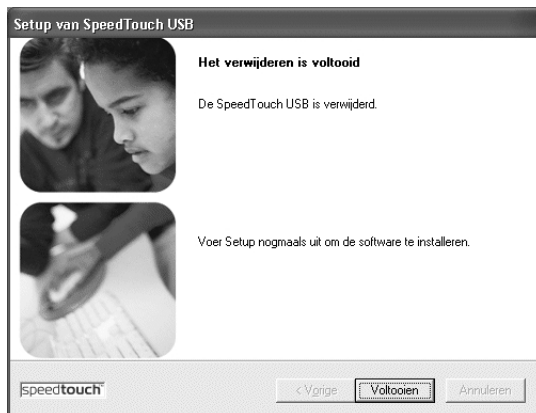 Setup van SpeedTouch USB
Het verwijderen is voltooid
De SpeedTouch USB is verwijderd.
Voer Setup nogmaals uit om de software te installeren.
speedtouch™
< Vorige
Voltooien
Annuleren